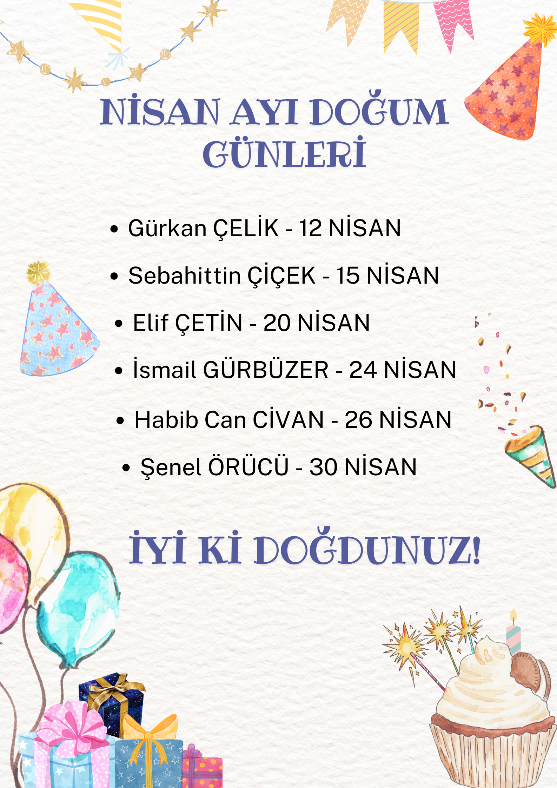 NİSAN AYI DOĞUM
GÜNLERİ
• Gürkan ÇELİK - 12 NİSAN
• Sebahittin ÇİÇEK - 15 NİSAN
• Elif ÇETİN - 20 NİSAN
• İsmail GÜRBÜZER - 24 NİSAN
• Habib Can CİVAN - 26 NİSAN
• Şenel ÖRÜCÜ - 30 NİSAN
İYİ Kİ DOĞDUNUZ!